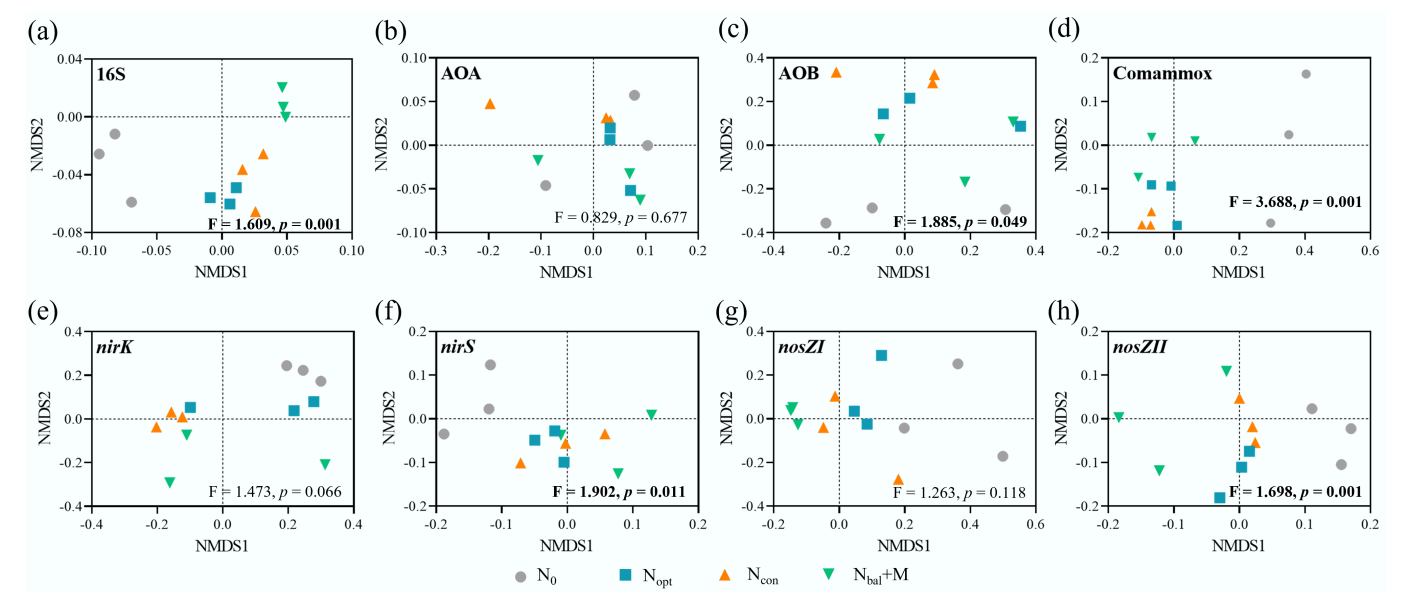 (a) (b) (c) (d)
16S
0.04
0.00
-0.04
-0.08
-0.10 -0.05 0.00 0.05 0.10
NMDS2
NMDS1
F = 1.609, p = 0.001
AOA
0.10
0.05
0.00
-0.05
-0.10
-0.3 -0.2 -0.1 0.0 0.1 0.2
NMDS2
NMDS1
F = 0.829, p = 0.677
AOB
0.4
0.2
0.0
-0.2
-0.4
-0.4 -0.2 0.0 0.2 0.4
NMDS2
NMDS1
F = 1.885, p = 0.049
Comammox
0.2
0.1
0.0
-0.1
-0.2
-0.2 0.0 0.2 0.4 0.6
NMDS2
NMDS1
F = 3.688, p = 0.001
(e) (f) (g) (h)
nirK
0.4
0.2
0.0
-0.2
-0.4
-0.4 -0.2 0.0 0.2 0.4
NMDS2
NMDS1
F = 1.473, p = 0.066
nirS
0.2
0.1
0.0
-0.1
-0.2
-0.2 -0.1 0.0 0.1 0.2
NMDS2
NMDS1
F = 1.902, p = 0.011
nosZI
0.4
0.2
0.0
-0.2
-0.4
-0.2 0.0 0.2 0.4 0.6
NMDS2
NMDS1
F = 1.263, p = 0.118
nosZII
0.2
0.1
0.0
-0.1
-0.2
-0.2 -0.1 0.0 0.1 0.2
NMDS2
NMDS1
F = 1.698, p = 0.001
N0 Nopt Ncon Nbal+M